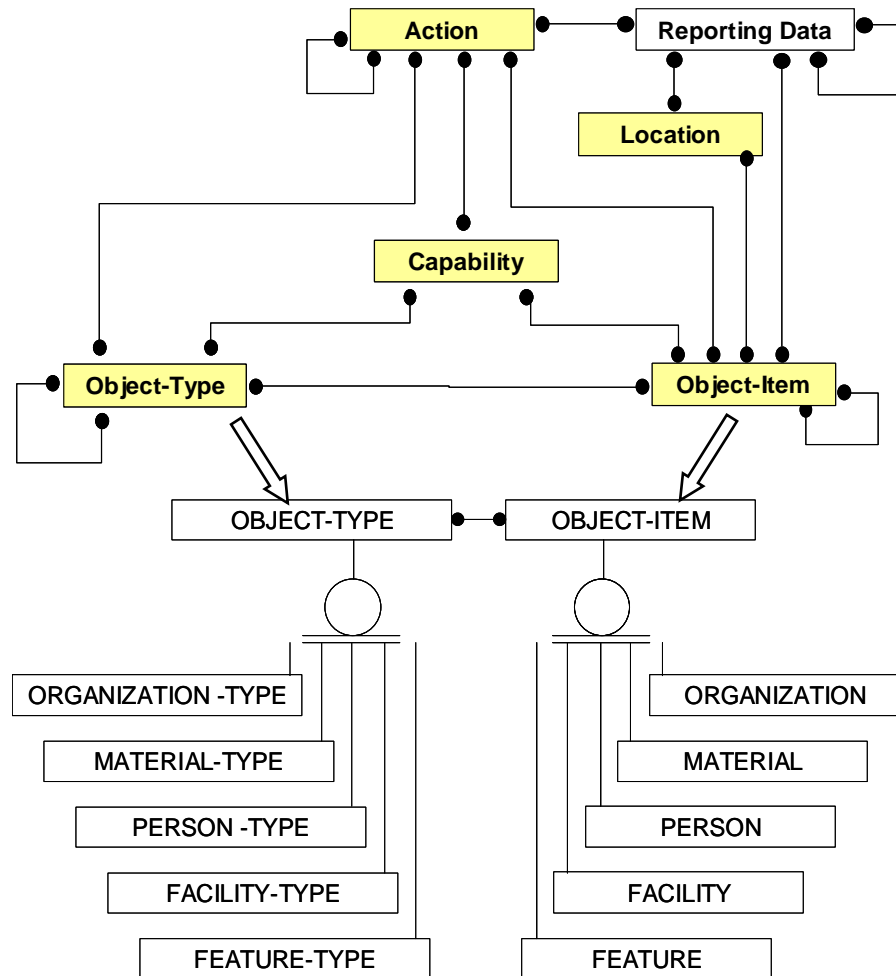 Action
Reporting Data
Location
Capability
Object-Type
Object-Item
OBJECT-TYPE
OBJECT-ITEM
ORGANIZATION -TYPE
ORGANIZATION
MATERIAL-TYPE
MATERIAL
PERSON -TYPE
PERSON
FACILITY-TYPE
FACILITY
FEATURE-TYPE
FEATURE